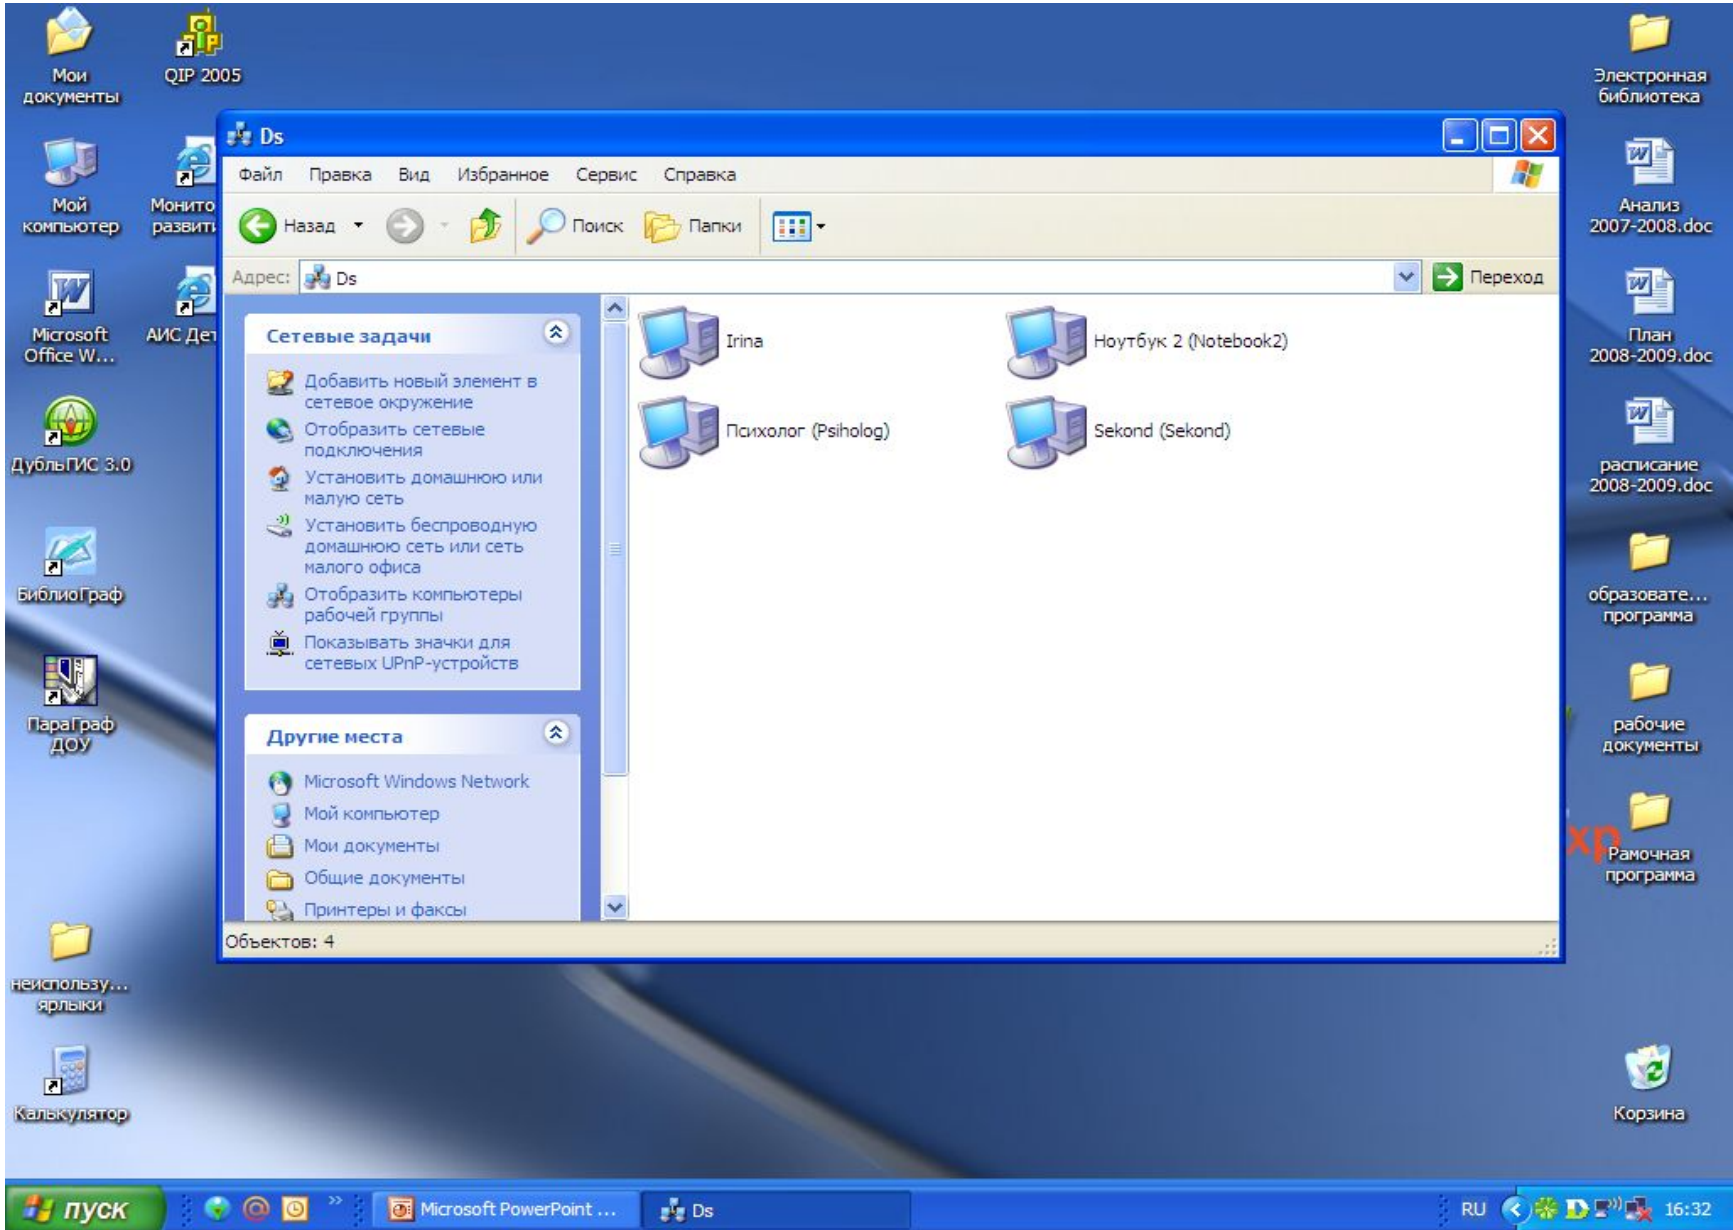 Мои
документы
QIP 2005
Мой
компьютер
Монито
развити
Microsoft
Office W...
АИС Дет
ДубльГИС 3.0
БиблиоГраф
ПараГраф
ДОУ
неиспользу...
ярлыки
Калькулятор
Ds
Файл Правка Вид Избранное Сервис Справка
Назад Поиск Папки
Адрес: Ds Переход
Сетевые задачи
Добавить новый элемент в
сетевое окружение
Отобразить сетевые
подключения
Установить домашнюю или
малую сеть
Установить беспроводную
домашнюю сеть или сеть
малого офиса
Отобразить компьютеры
рабочей группы
Показывать значки для
сетевых UPnP-устройств
Другие места
Microsoft Windows Network
Мой компьютер
Мои документы
Общие документы
Принтеры и факсы
Irina
Ноутбук 2 (Notebook2)
Психолог (Psiholog)
Sekond (Sekond)
Объектов: 4
Электронная
библиотека
Анализ
2007-2008.doc
План
2008-2009.doc
расписание
2008-2009.doc
образовате...
программа
рабочие
документы
xp
Рамочная
программа
Корзина
пуск
Microsoft PowerPoint ...
Ds
RU
16:32